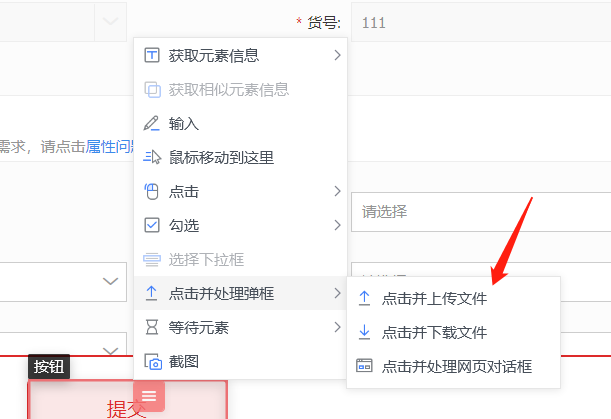 * 货号: 111
获取元素信息
获取相似元素信息
输入
需求，请点击属性问题
鼠标移动到这里
点击
请选择
勾选
选择下拉框
点击并处理弹框
点击并上传文件
等待元素
点击并下载文件
截图
点击并处理网页对话框
按钮
提交